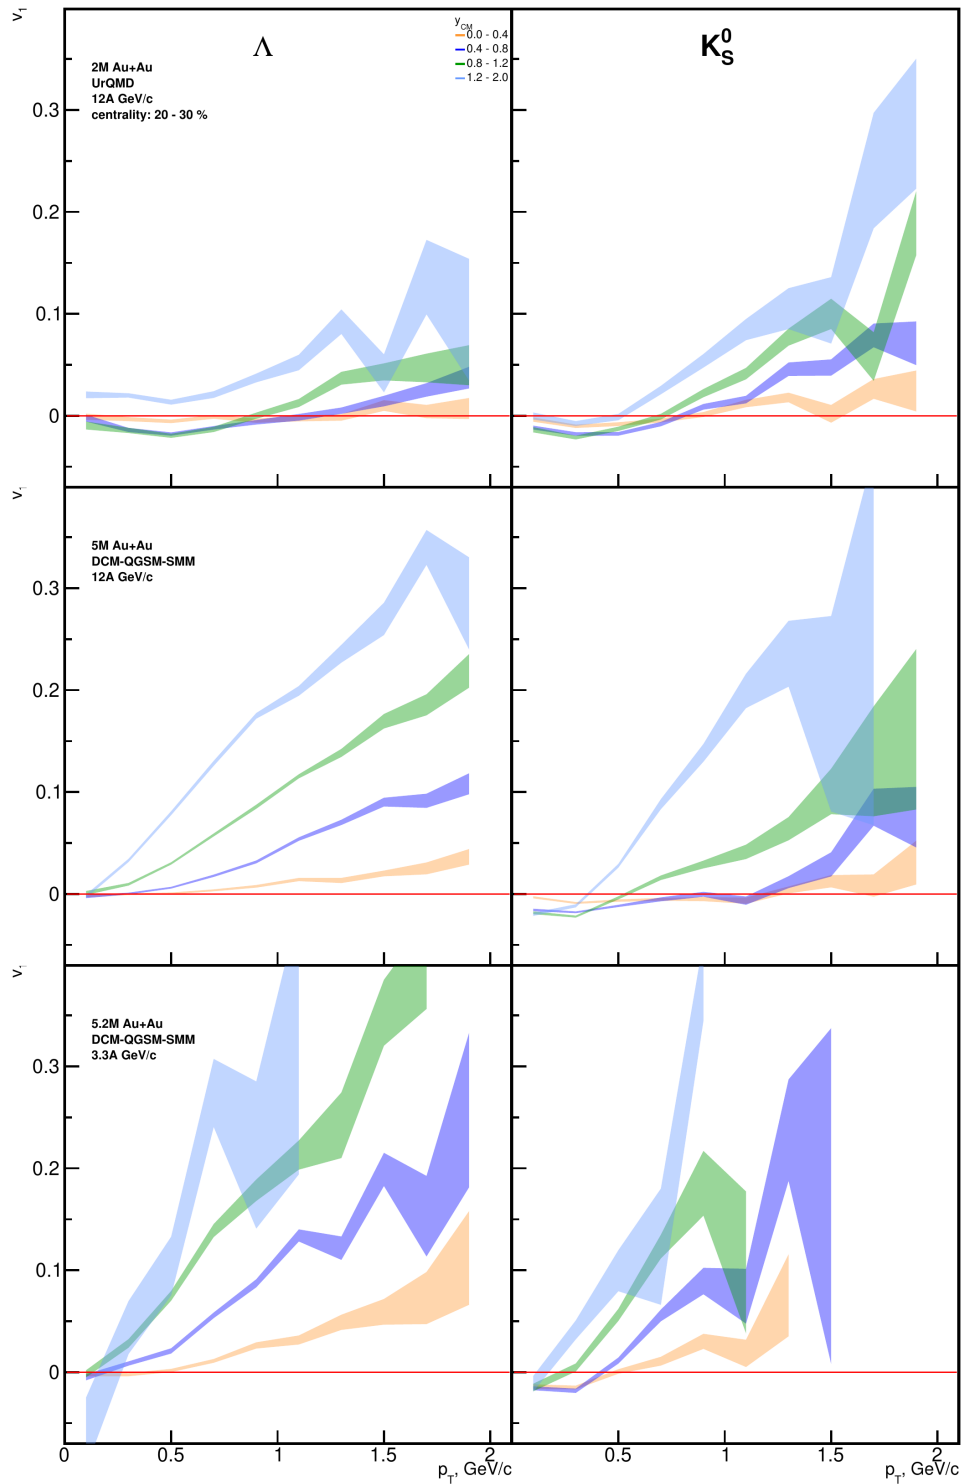 v₁
Λ
y_CM
0.0 - 0.4
0.4 - 0.8
0.8 - 1.2
1.2 - 2.0
K⁰_S
2M Au+Au
UrQMD
12A GeV/c
centrality: 20 - 30 %
0.3
0.2
0.1
0
v₁
5M Au+Au
DCM-QGSM-SMM
12A GeV/c
0.3
0.2
0.1
0
v₁
5.2M Au+Au
DCM-QGSM-SMM
3.3A GeV/c
0.3
0.2
0.1
0
0 0.5 1 1.5 2 0.5 1 1.5 2
p_T, GeV/c p_T, GeV/c